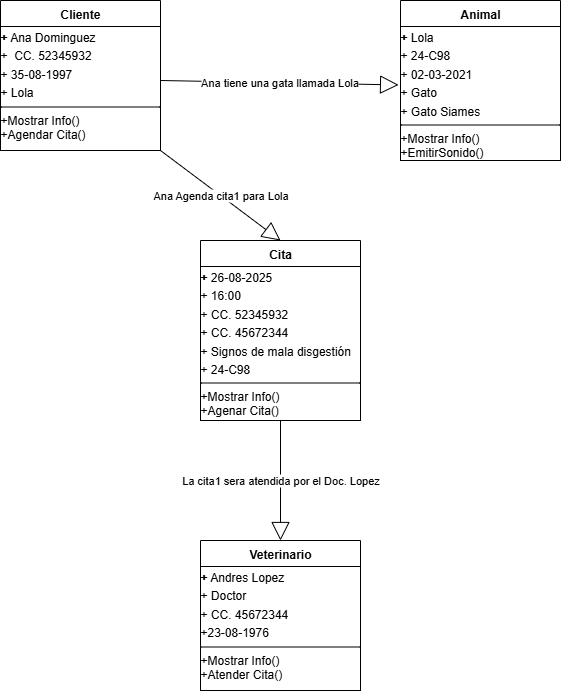 Cliente
+ Ana Dominguez
+ CC. 52345932
+ 35-08-1997
+ Lola
+Mostrar Info()
+Agendar Cita()
Animal
+ Lola
+ 24-C98
+ 02-03-2021
+ Gato
+ Gato Siames
+Mostrar Info()
+EmitirSonido()
Ana tiene una gata llamada Lola
Ana Agenda cita1 para Lola
Cita
+ 26-08-2025
+ 16:00
+ CC. 52345932
+ CC. 45672344
+ Signos de mala disgestión
+ 24-C98
+Mostrar Info()
+Agenar Cita()
La cita1 sera atendida por el Doc. Lopez
Veterinario
+ Andres Lopez
+ Doctor
+ CC. 45672344
+23-08-1976
+Mostrar Info()
+Atender Cita()